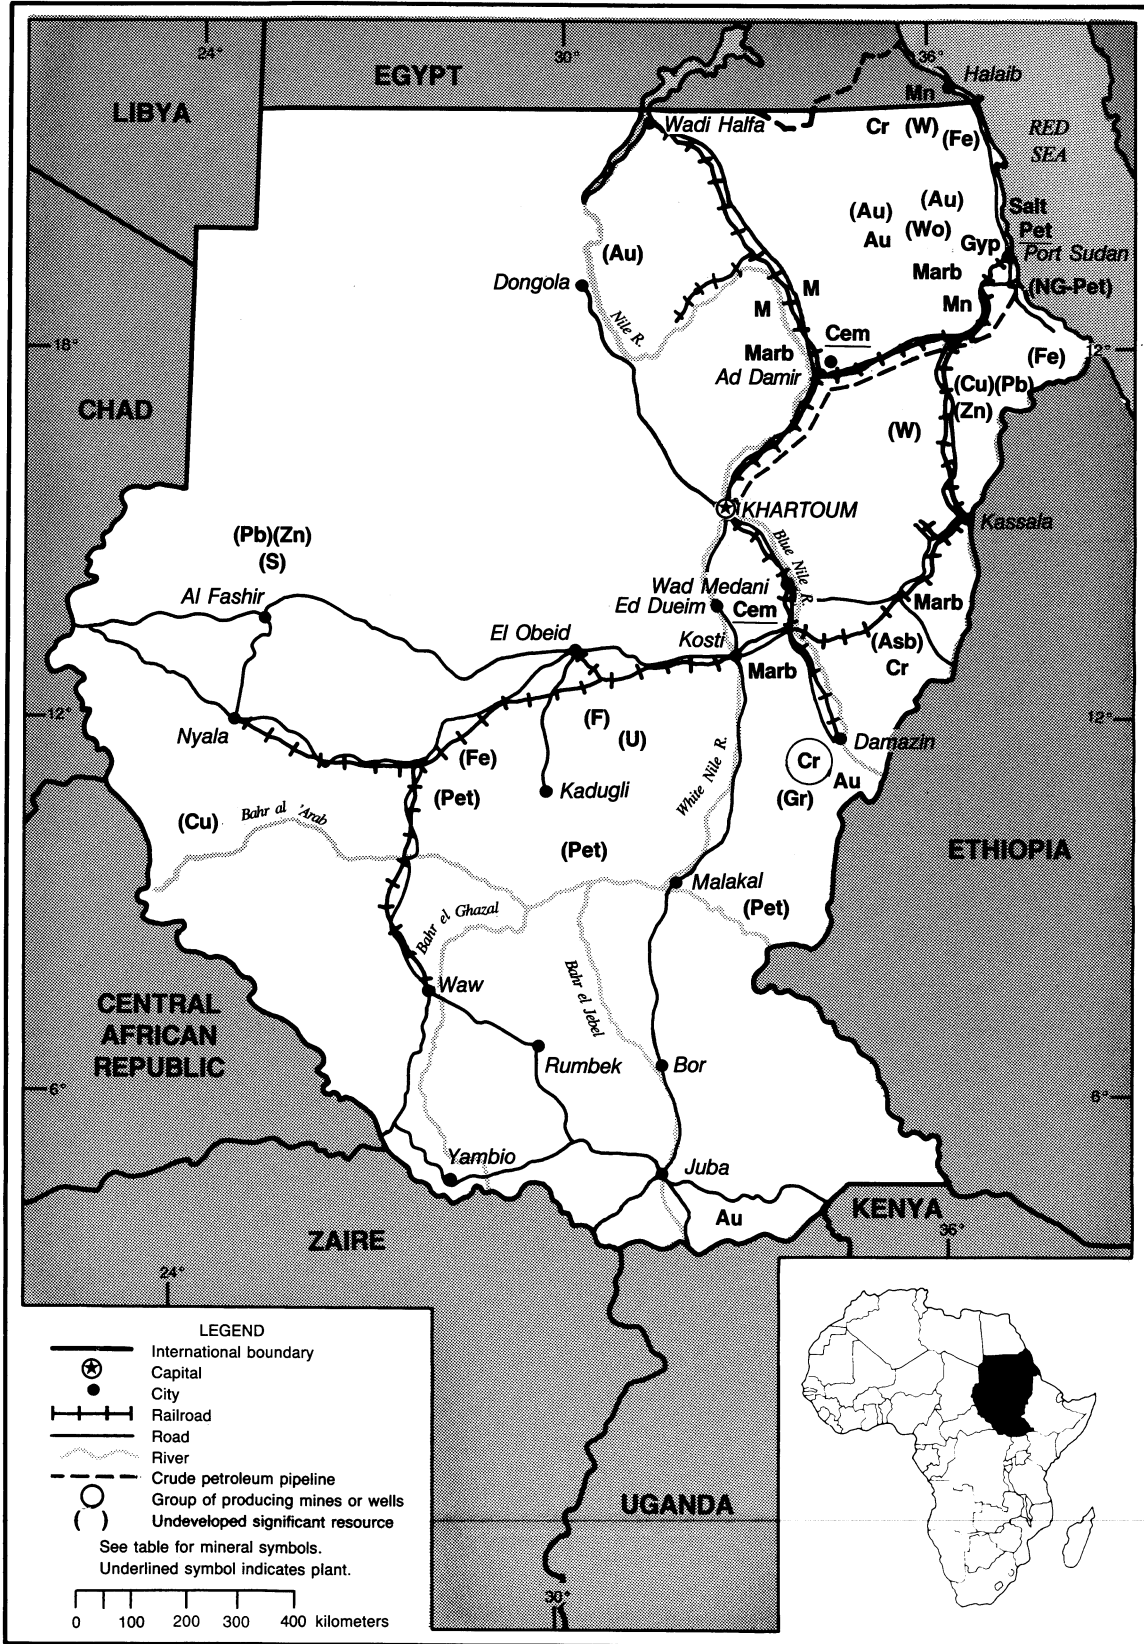 24°
30°
36°
EGYPT
LIBYA
Halaib
Mn
Wadi Halfa
Cr
(W)
(Fe)
RED
SEA
(Au)
(Au)
Salt
Au
(Wo)
Pet
Gyp
Port Sudan
(Au)
Marb
Dongola
M
(NG-Pet)
Mn
M
Nile R.
Cem
18°
Marb
(Fe)
12°
Ad Damir
(Cu)(Pb)
CHAD
(Zn)
(W)
KHARTOUM
Kassala
(Pb)(Zn)
(S)
Blue Nile R
Wad Medani
Al Fashir
Ed Dueim
Cem
Marb
El Obeid
Kosti
(Asb)
Marb
Cr
12°
(F)
12°
Nyala
(U)
Damazin
(Fe)
Cr
White Nile R.
Au
Kadugli
(Pet)
(Gr)
Bahr al 'Arab
(Cu)
(Pet)
ETHIOPIA
Malakal
(Pet)
Bahr el Ghazal
Waw
Bahr el Jebel
CENTRAL
AFRICAN
REPUBLIC
Rumbek
Bor
6°
6°
Yambio
Juba
KENYA
Au
36°
ZAIRE
24°
LEGEND
International boundary
Capital
City
Railroad
Road
River
Crude petroleum pipeline
Group of producing mines or wells
( ) Undeveloped significant resource
See table for mineral symbols.
Underlined symbol indicates plant.
0 100 200 300 400 kilometers
UGANDA
30°